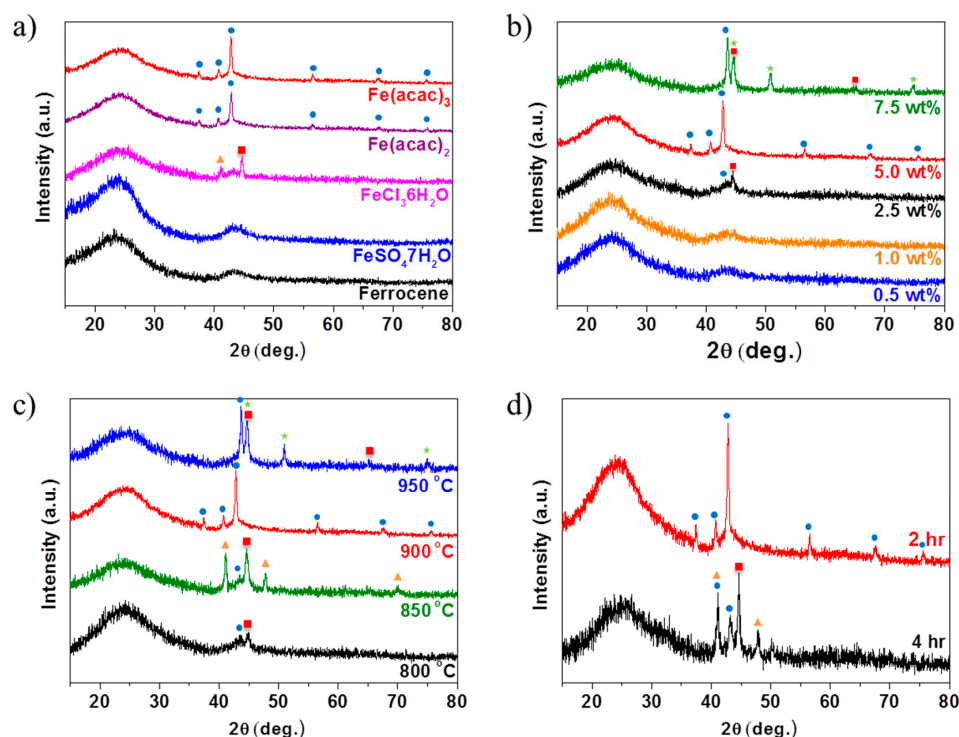 a)
Intensity (a.u.)
Fe(acac)₃
Fe(acac)₂
FeCl₃6H₂O
FeSO₄7H₂O
Ferrocene
20 30 40 50 60 70 80
2θ (deg.)
b)
Intensity (a.u.)
7.5 wt%
5.0 wt%
2.5 wt%
1.0 wt%
0.5 wt%
20 30 40 50 60 70 80
2θ (deg.)
c)
Intensity (a.u.)
950 °C
900 °C
850 °C
800 °C
20 30 40 50 60 70 80
2θ (deg.)
d)
Intensity (a.u.)
2 hr
4 hr
20 30 40 50 60 70 80
2θ (deg.)